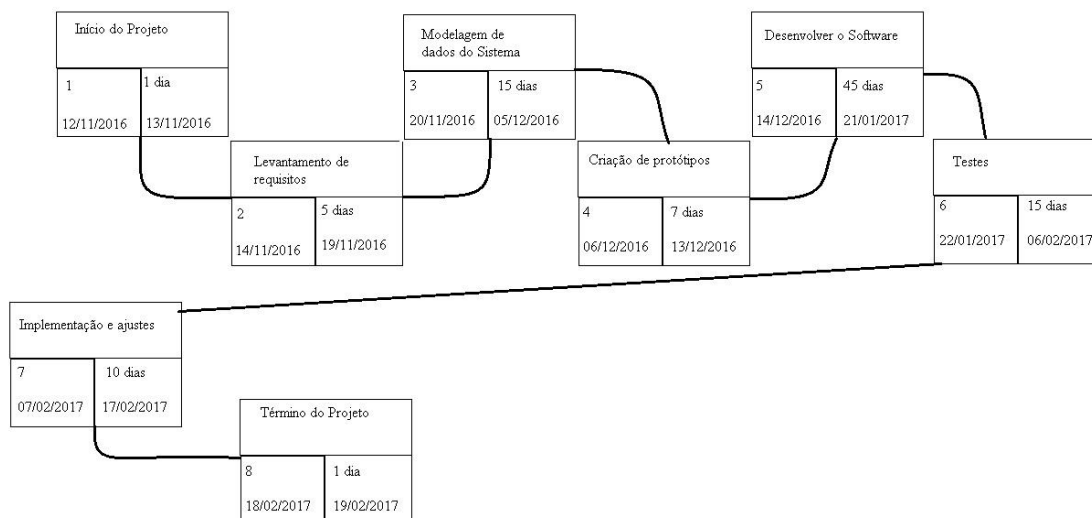 Início do Projeto
1
1 dia
12/11/2016
13/11/2016
Levantamento de
requisitos
2
5 dias
14/11/2016
19/11/2016
Modelagem de
dados do Sistema
3
15 dias
20/11/2016
05/12/2016
Criação de protótipos
4
7 dias
06/12/2016
13/12/2016
Desenvolver o Software
5
45 dias
14/12/2016
21/01/2017
Testes
6
15 dias
22/01/2017
06/02/2017
Implementação e ajustes
7
10 dias
07/02/2017
17/02/2017
Término do Projeto
8
1 dia
18/02/2017
19/02/2017